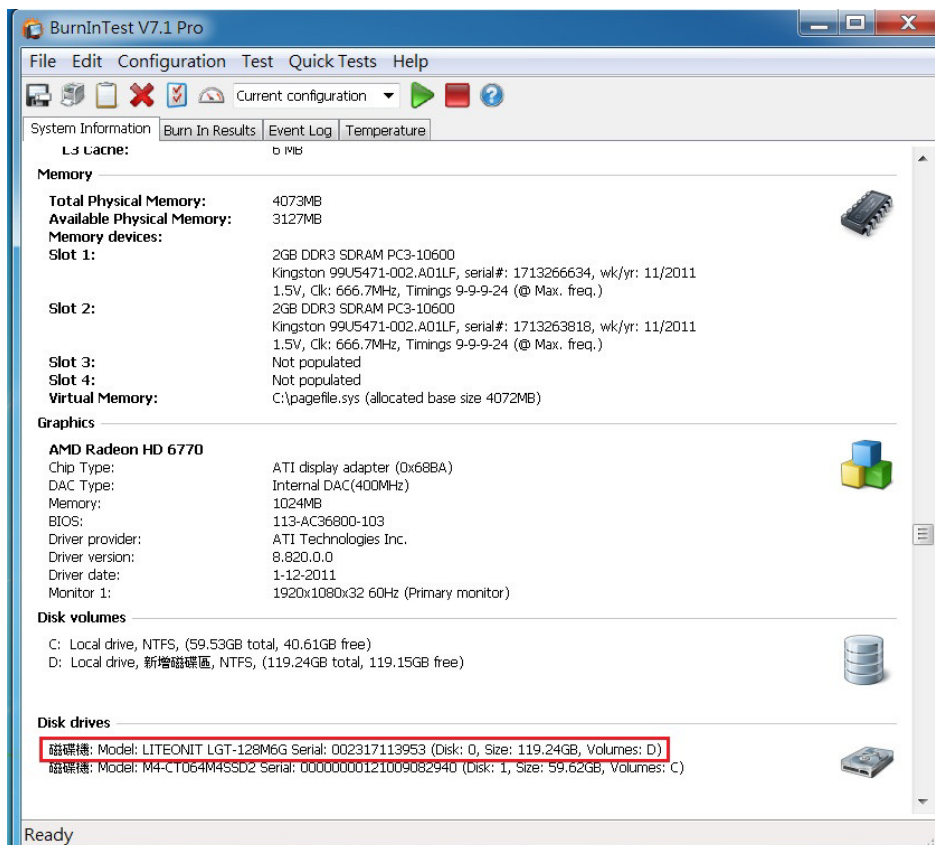 BurnInTest V7.1 Pro
File Edit Configuration Test Quick Tests Help
Current configuration
System Information Burn In Results Event Log Temperature
L3 Cache: 6 MB
Memory
Total Physical Memory: 4073MB
Available Physical Memory: 3127MB
Memory devices:
Slot 1: 2GB DDR3 SDRAM PC3-10600
Kingston 99U5471-002.A01LF, serial#: 1713266634, wk/yr: 11/2011
1.5V, Clk: 666.7MHz, Timings 9-9-9-24 (@ Max. freq.)
Slot 2: 2GB DDR3 SDRAM PC3-10600
Kingston 99U5471-002.A01LF, serial#: 1713263818, wk/yr: 11/2011
1.5V, Clk: 666.7MHz, Timings 9-9-9-24 (@ Max. freq.)
Slot 3: Not populated
Slot 4: Not populated
Virtual Memory: C:\pagefile.sys (allocated base size 4072MB)
Graphics
AMD Radeon HD 6770
Chip Type: ATI display adapter (0x68BA)
DAC Type: Internal DAC(400MHz)
Memory: 1024MB
BIOS: 113-AC36800-103
Driver provider: ATI Technologies Inc.
Driver version: 8.820.0.0
Driver date: 1-12-2011
Monitor 1: 1920x1080x32 60Hz (Primary monitor)
Disk volumes
C: Local drive, NTFS, (59.53GB total, 40.61GB free)
D: Local drive, 新增磁碟區, NTFS, (119.24GB total, 119.15GB free)
Disk drives
磁碟機: Model: LITEONIT LGT-128M6G Serial: 002317113953 (Disk: 0, Size: 119.24GB, Volumes: D)
磁碟機: Model: M4-CT064M4SSD2 Serial: 00000000121009082940 (Disk: 1, Size: 59.62GB, Volumes: C)
Ready